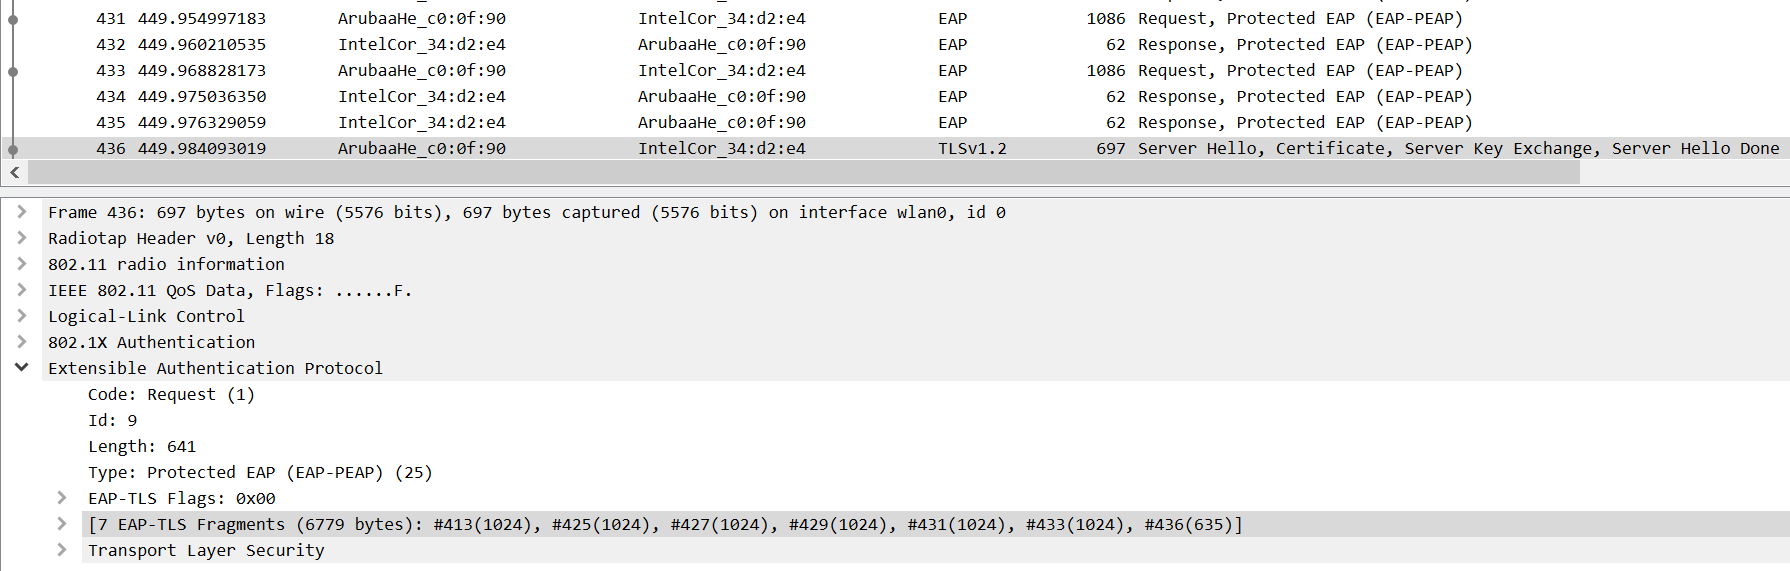 431 449.954997183 ArubaaHe_c0:0f:90 IntelCor_34:d2:e4 EAP 1086 Request, Protected EAP (EAP-PEAP)
432 449.960210535 IntelCor_34:d2:e4 ArubaaHe_c0:0f:90 EAP 62 Response, Protected EAP (EAP-PEAP)
433 449.968828173 ArubaaHe_c0:0f:90 IntelCor_34:d2:e4 EAP 1086 Request, Protected EAP (EAP-PEAP)
434 449.975036350 IntelCor_34:d2:e4 ArubaaHe_c0:0f:90 EAP 62 Response, Protected EAP (EAP-PEAP)
435 449.976329059 IntelCor_34:d2:e4 ArubaaHe_c0:0f:90 EAP 62 Response, Protected EAP (EAP-PEAP)
436 449.984093019 ArubaaHe_c0:0f:90 IntelCor_34:d2:e4 TLSv1.2 697 Server Hello, Certificate, Server Key Exchange, Server Hello Done
Frame 436: 697 bytes on wire (5576 bits), 697 bytes captured (5576 bits) on interface wlan0, id 0
Radiotap Header v0, Length 18
802.11 radio information
IEEE 802.11 QoS Data, Flags: ......F.
Logical-Link Control
802.1X Authentication
Extensible Authentication Protocol
Code: Request (1)
Id: 9
Length: 641
Type: Protected EAP (EAP-PEAP) (25)
EAP-TLS Flags: 0x00
[7 EAP-TLS Fragments (6779 bytes): #413(1024), #425(1024), #427(1024), #429(1024), #431(1024), #433(1024), #436(635)]
Transport Layer Security